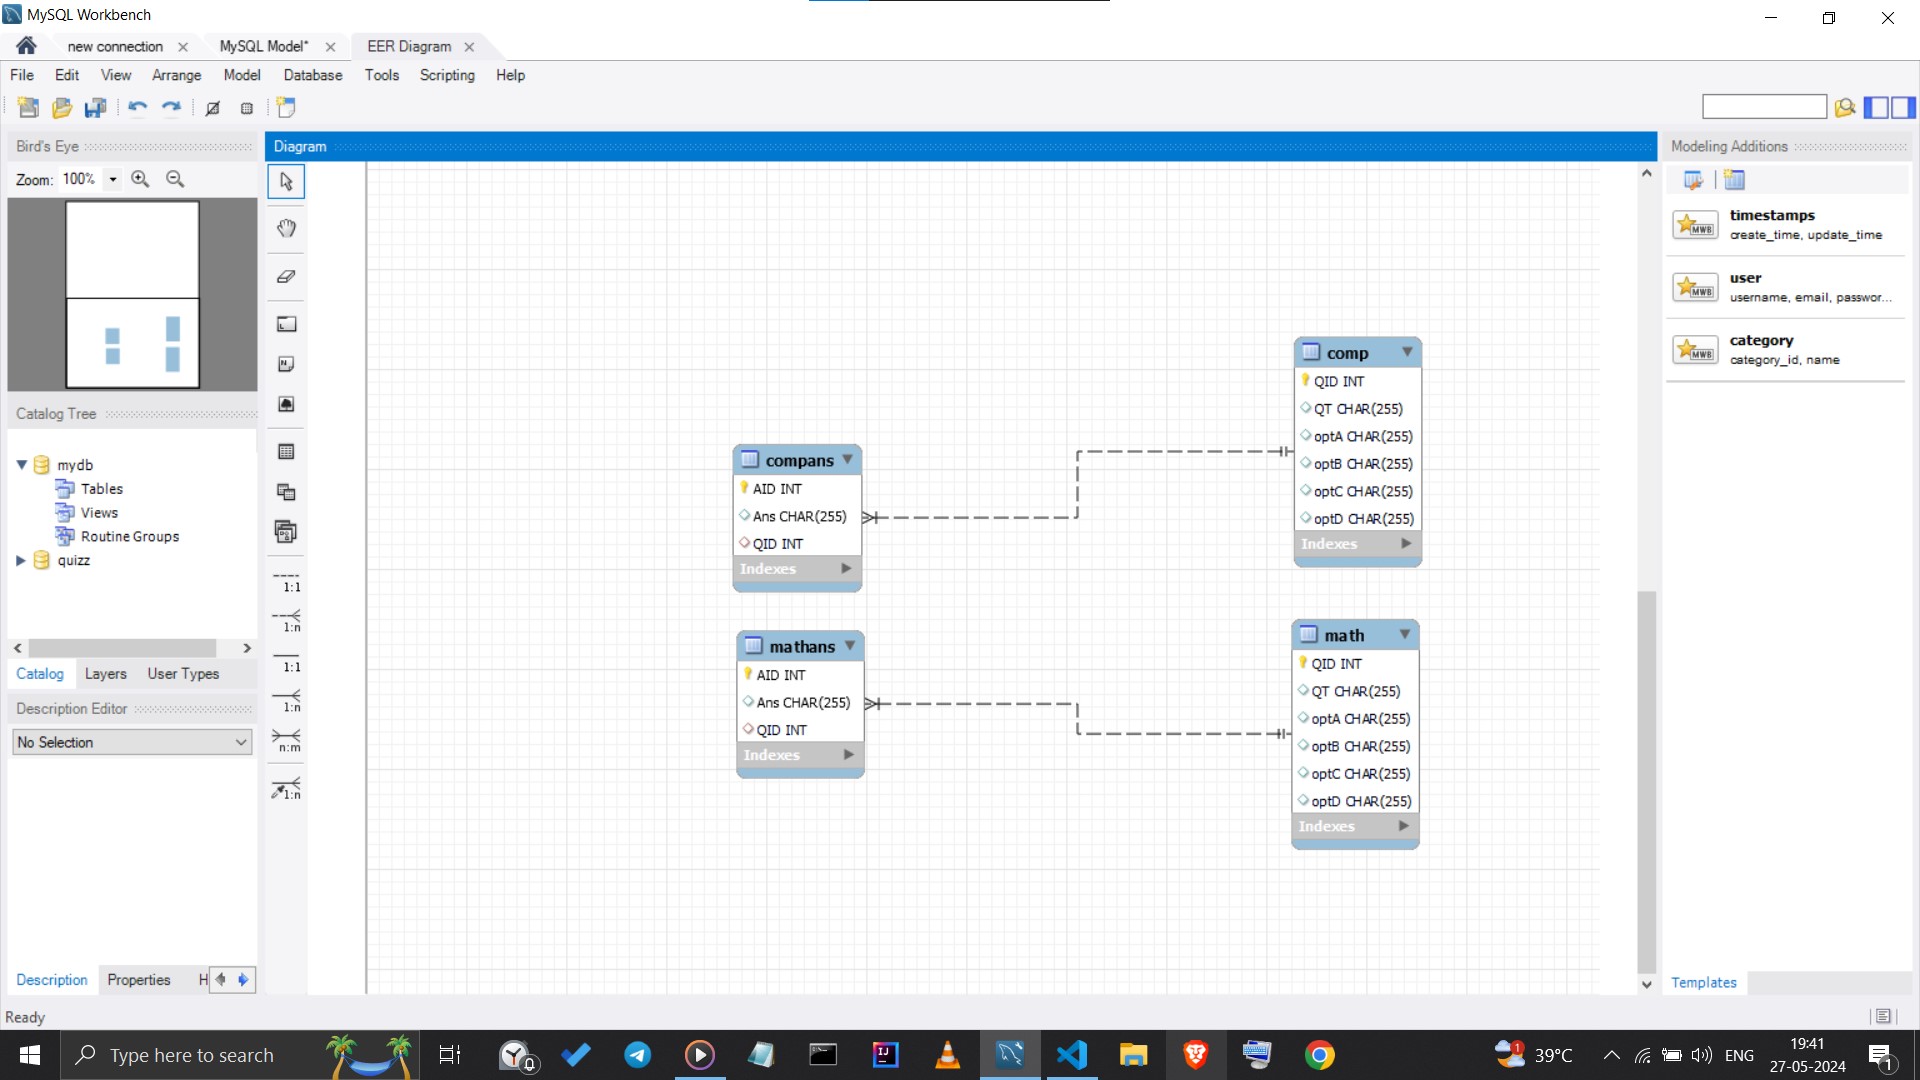 MySQL Workbench
new connection
MySQL Model*
EER Diagram
File Edit View Arrange Model Database Tools Scripting Help
Bird's Eye
Zoom: 100%
Catalog Tree
mydb
Tables
Views
Routine Groups
quizz
Catalog Layers User Types
Description Editor
No Selection
Description Properties H
Diagram
1:1
1:n
1:1
1:n
n:m
1:n
compans
AID INT
Ans CHAR(255)
QID INT
Indexes
mathans
AID INT
Ans CHAR(255)
QID INT
Indexes
comp
QID INT
QT CHAR(255)
optA CHAR(255)
optB CHAR(255)
optC CHAR(255)
optD CHAR(255)
Indexes
math
QID INT
QT CHAR(255)
optA CHAR(255)
optB CHAR(255)
optC CHAR(255)
optD CHAR(255)
Indexes
Modeling Additions
MWB
timestamps
create_time, update_time
MWB
user
username, email, passwor...
MWB
category
category_id, name
Templates
Ready
Type here to search
IJ
1
39°C
ENG
19:41
27-05-2024
1